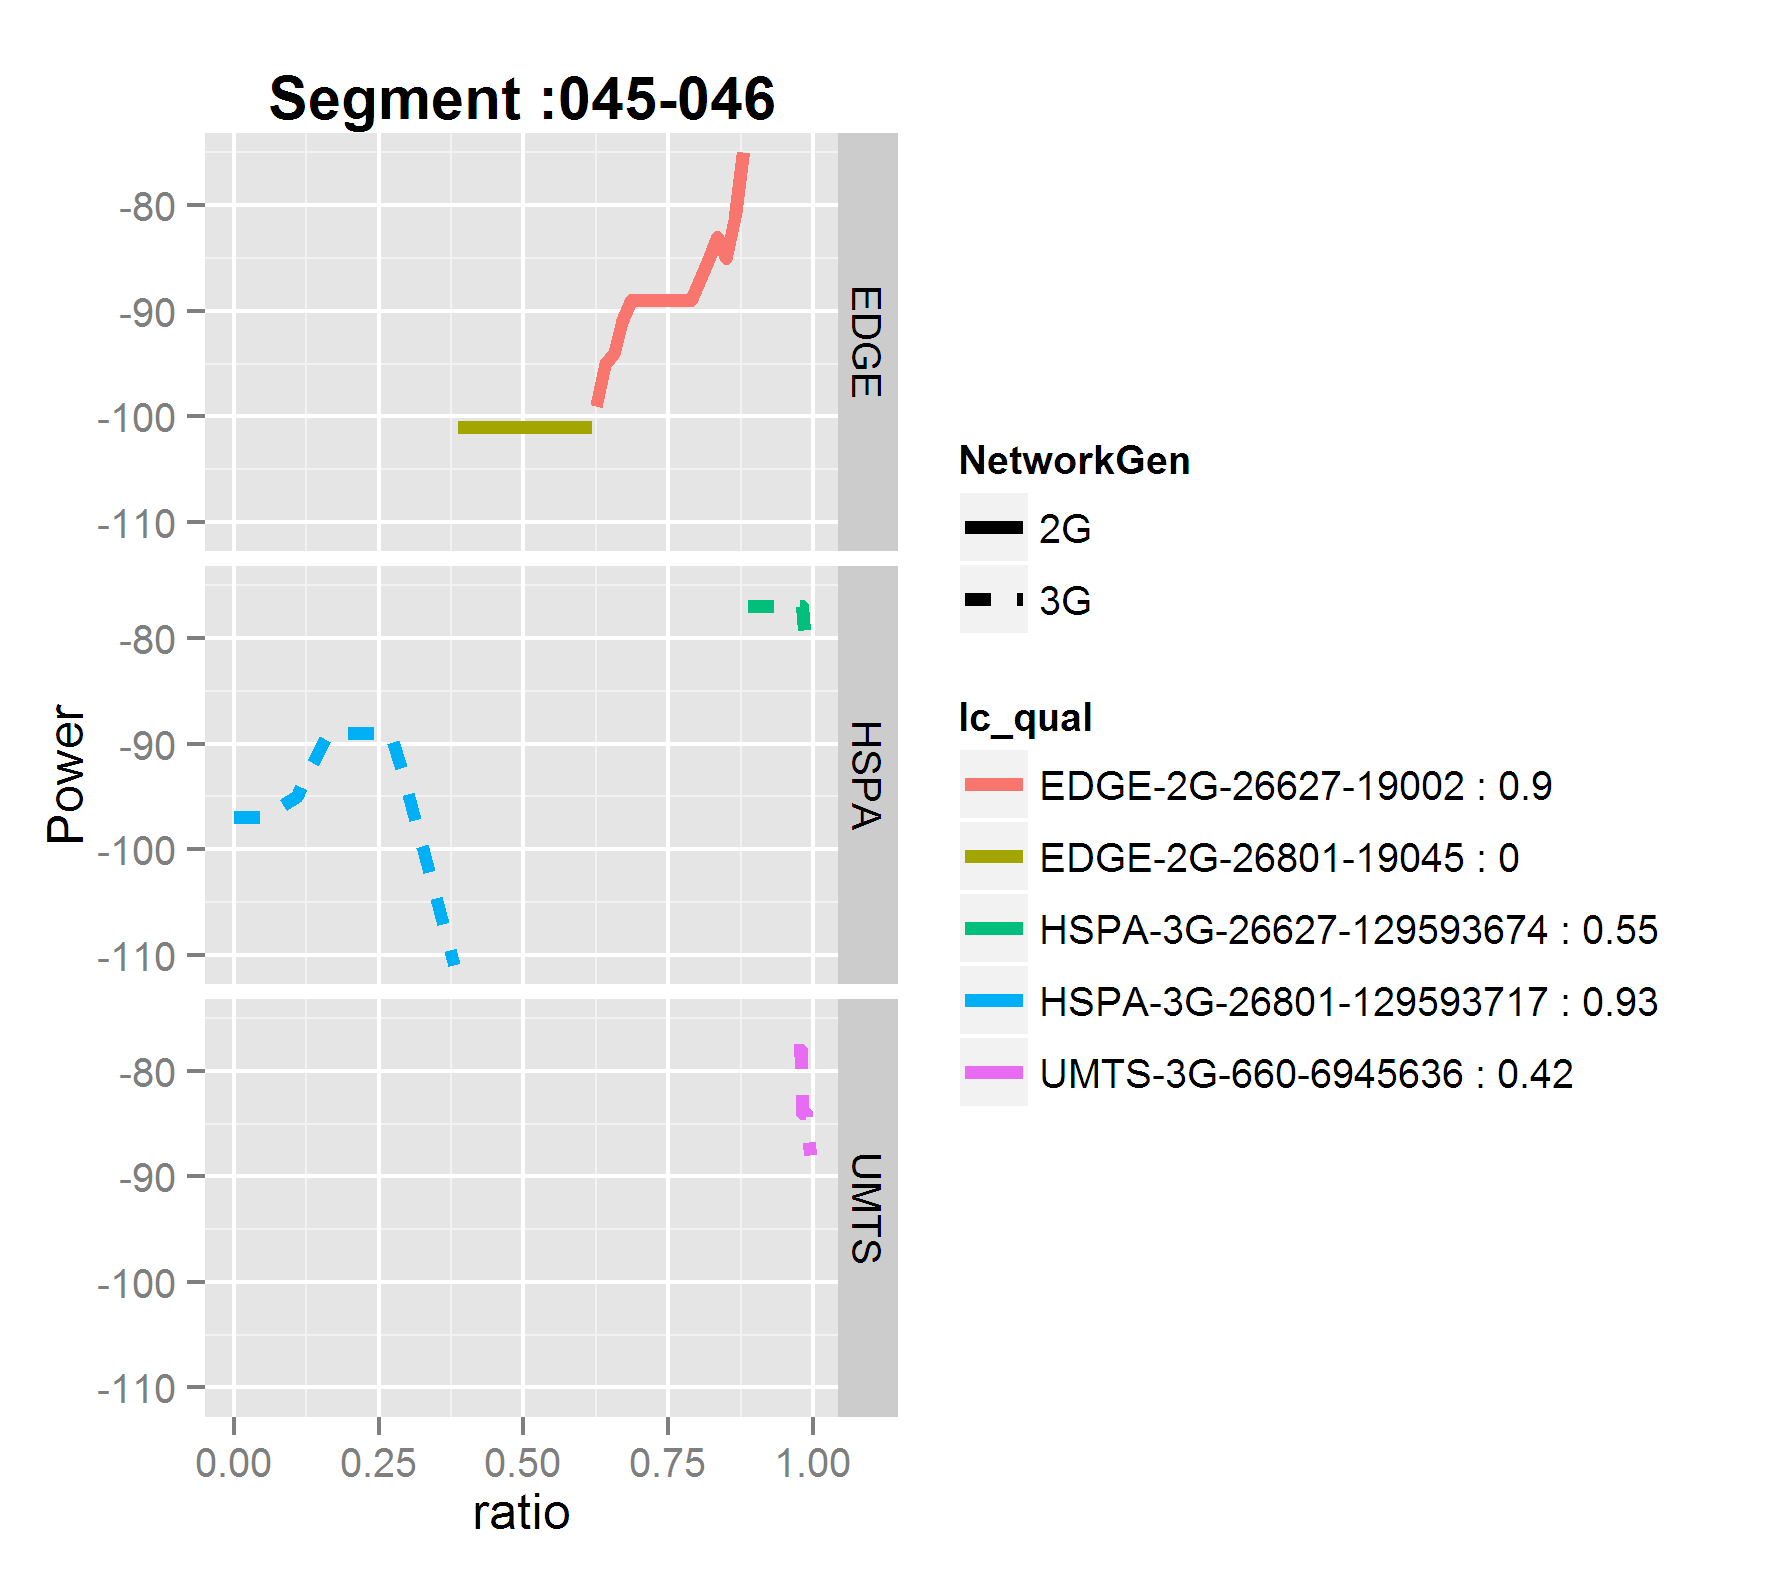 Segment :045-046
-80
-90
-100
-110
EDGE
-80
-90
-100
-110
HSPA
-80
-90
-100
-110
UMTS
Power
0.00 0.25 0.50 0.75 1.00
ratio
NetworkGen
2G
3G
lc_qual
EDGE-2G-26627-19002 : 0.9
EDGE-2G-26801-19045 : 0
HSPA-3G-26627-129593674 : 0.55
HSPA-3G-26801-129593717 : 0.93
UMTS-3G-660-6945636 : 0.42